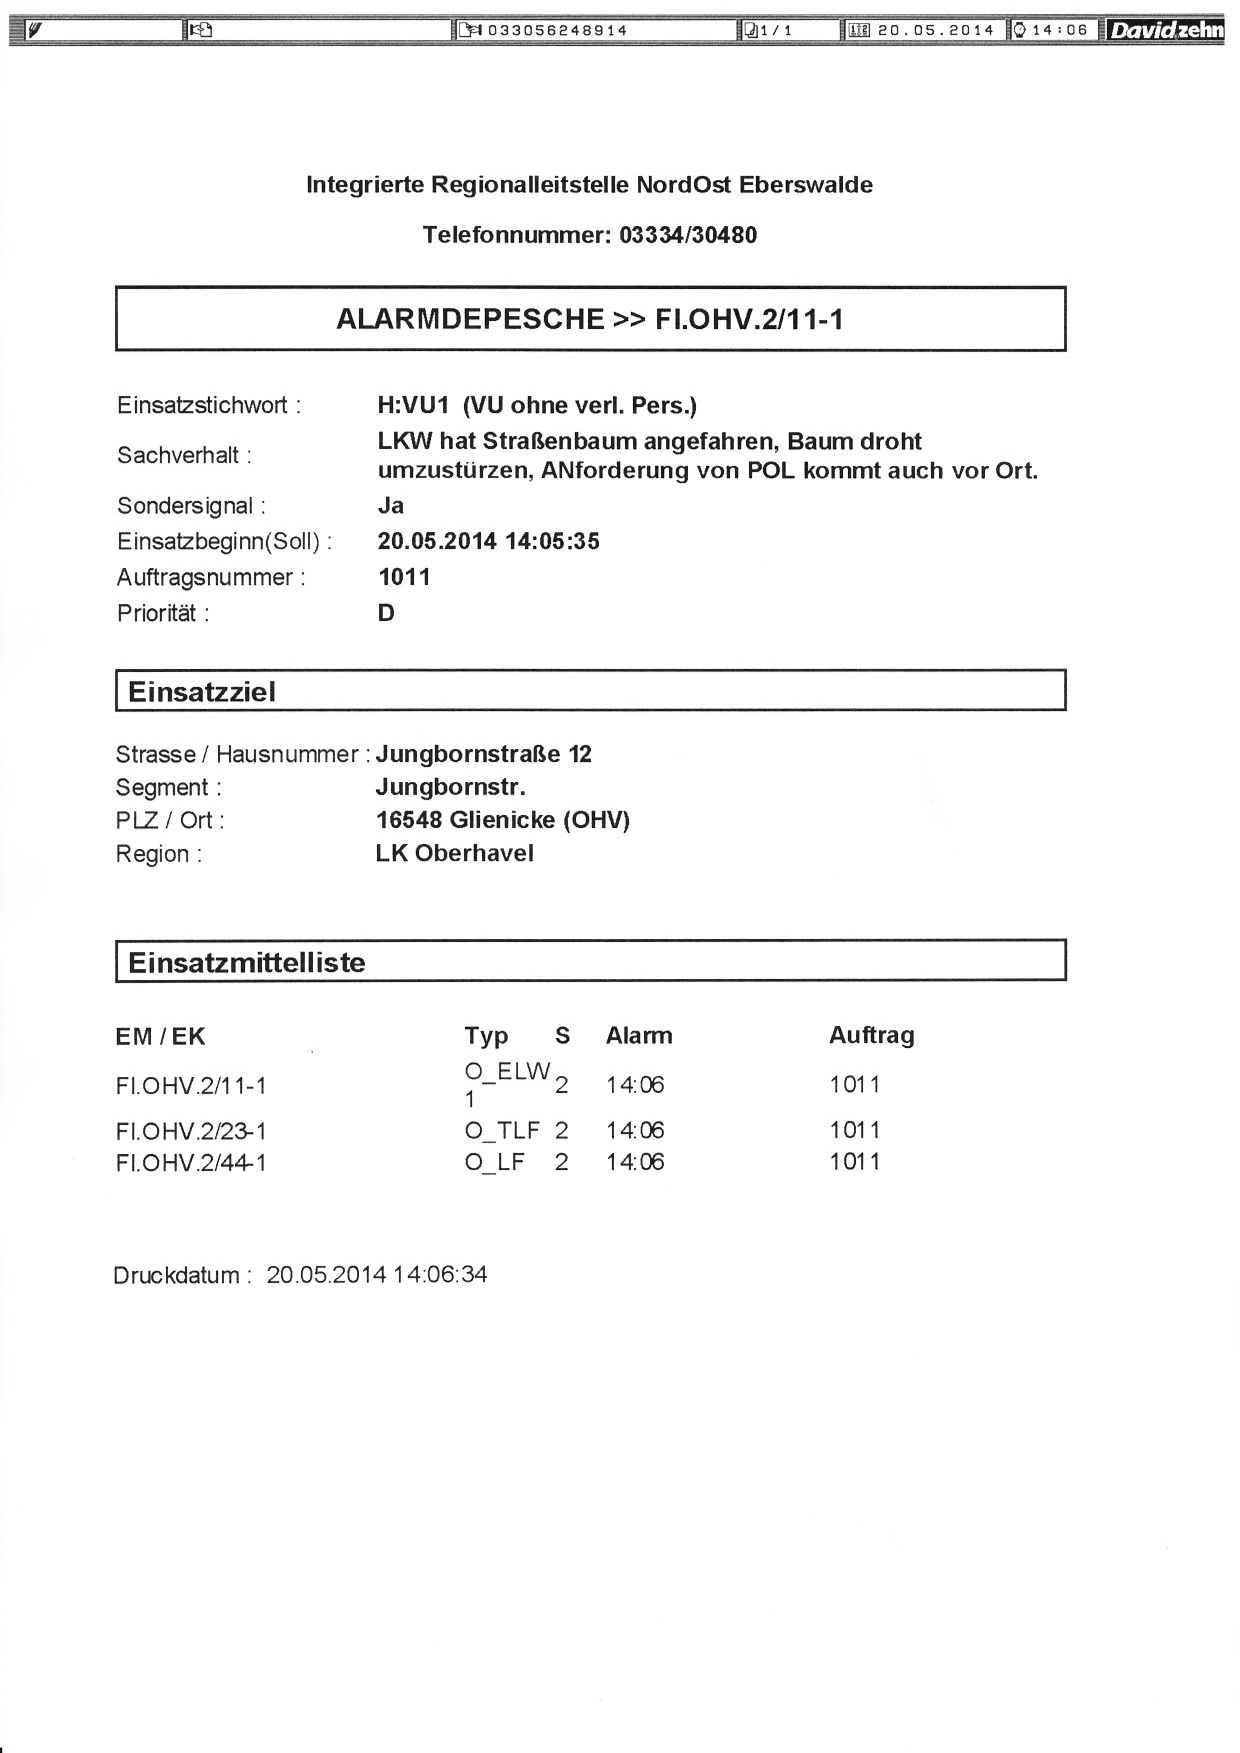 033056248914 1/1 20.05.2014 14:06 Davidzehn
Integrierte Regionalleitstelle NordOst Eberswalde
Telefonnummer: 03334/30480
ALARMDEPESCHE >> Fl.OHV.2/11-1
Einsatzstichwort : H:VU1 (VU ohne verl. Pers.)
Sachverhalt : LKW hat Straßenbaum angefahren, Baum droht
umzustürzen, ANforderung von POL kommt auch vor Ort.
Sondersignal : Ja
Einsatzbeginn(Soll) : 20.05.2014 14:05:35
Auftragsnummer : 1011
Priorität : D
Einsatzziel
Strasse / Hausnummer : Jungbornstraße 12
Segment : Jungbornstr.
PLZ / Ort : 16548 Glienicke (OHV)
Region : LK Oberhavel
Einsatzmittelliste
EM / EK Typ S Alarm Auftrag
Fl.OHV.2/11-1 O_ELW 2 14:06 1011
1
Fl.OHV.2/23-1 O_TLF 2 14:06 1011
Fl.OHV.2/44-1 O_LF 2 14:06 1011
Druckdatum : 20.05.2014 14:06:34